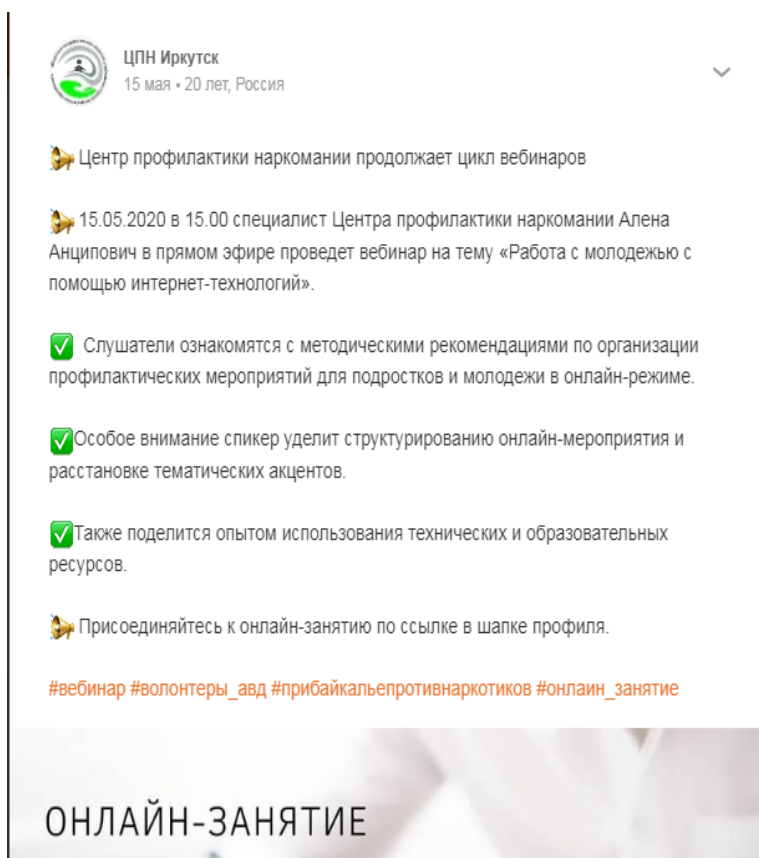 ЦПН Иркутск
15 мая • 20 лет, Россия
Центр профилактики наркомании продолжает цикл вебинаров
15.05.2020 в 15.00 специалист Центра профилактики наркомании Алена
Анципович в прямом эфире проведет вебинар на тему «Работа с молодежью с
помощью интернет-технологий».
Слушатели ознакомятся с методическими рекомендациями по организации
профилактических мероприятий для подростков и молодежи в онлайн-режиме.
Особое внимание спикер уделит структурированию онлайн-мероприятия и
расстановке тематических акцентов.
Также поделится опытом использования технических и образовательных
ресурсов.
Присоединяйтесь к онлайн-занятию по ссылке в шапке профиля.
#вебинар #волонтеры_авд #прибайкальепротивнаркотиков #онлаин_занятие
ОНЛАЙН-ЗАНЯТИЕ